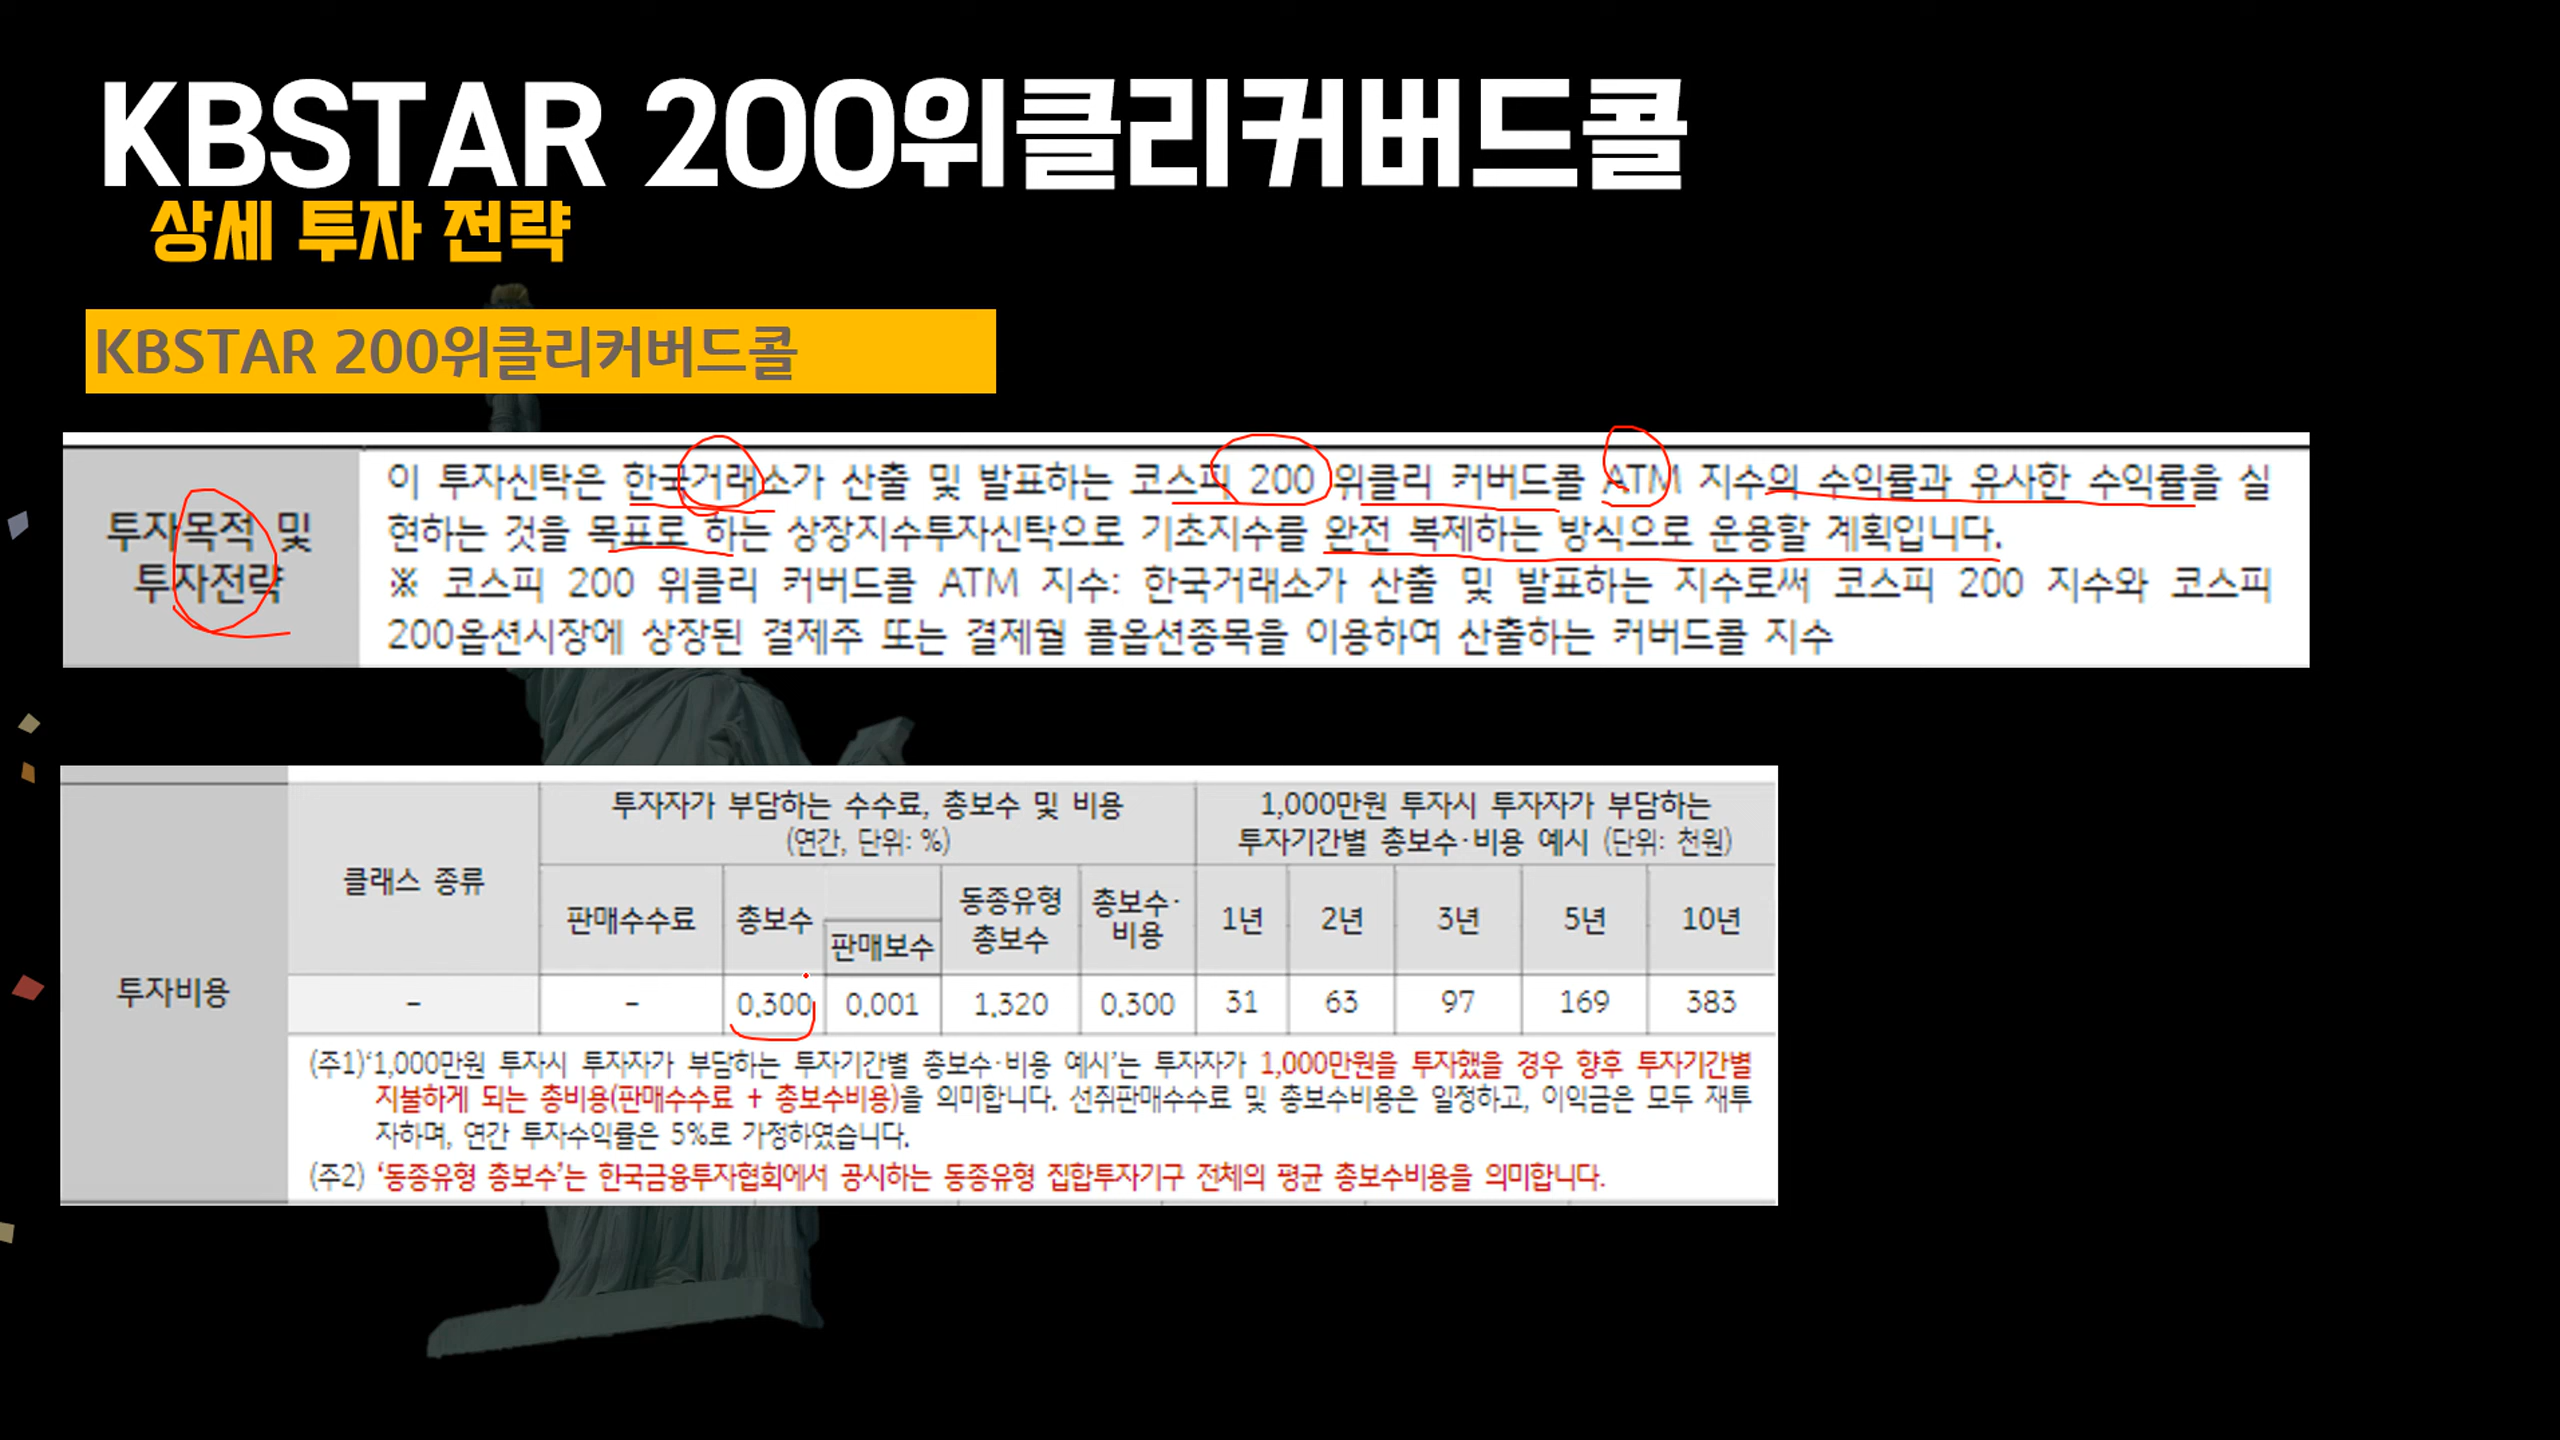 KBSTAR 200위클리커버드콜
상세 투자 전략
KBSTAR 200위클리커버드콜
투자목적 및
투자전략
이 투자신탁은 한국거래소가 산출 및 발표하는 코스피 200 위클리 커버드콜 ATM 지수의 수익률과 유사한 수익률을 실
현하는 것을 목표로 하는 상장지수투자신탁으로 기초지수를 완전 복제하는 방식으로 운용할 계획입니다.
※ 코스피 200 위클리 커버드콜 ATM 지수: 한국거래소가 산출 및 발표하는 지수로써 코스피 200 지수와 코스피
200옵션시장에 상장된 결제주 또는 결제월 콜옵션종목을 이용하여 산출하는 커버드콜 지수
투자비용
클래스 종류
투자자가 부담하는 수수료, 총보수 및 비용
(연간, 단위: %)
1,000만원 투자시 투자자가 부담하는
투자기간별 총보수·비용 예시 (단위: 천원)
판매수수료 총보수 판매보수 동종유형 총보수 총보수·비용 1년 2년 3년 5년 10년
- - 0.300 0.001 1.320 0.300 31 63 97 169 383
(주1)'1,000만원 투자시 투자자가 부담하는 투자기간별 총보수·비용 예시'는 투자자가 1,000만원을 투자했을 경우 향후 투자기간별
지불하게 되는 총비용(판매수수료 + 총보수비용)을 의미합니다. 선취판매수수료 및 총보수비용은 일정하고, 이익금은 모두 재투
자하며, 연간 투자수익률은 5%로 가정하였습니다.
(주2) '동종유형 총보수'는 한국금융투자협회에서 공시하는 동종유형 집합투자기구 전체의 평균 총보수비용을 의미합니다.